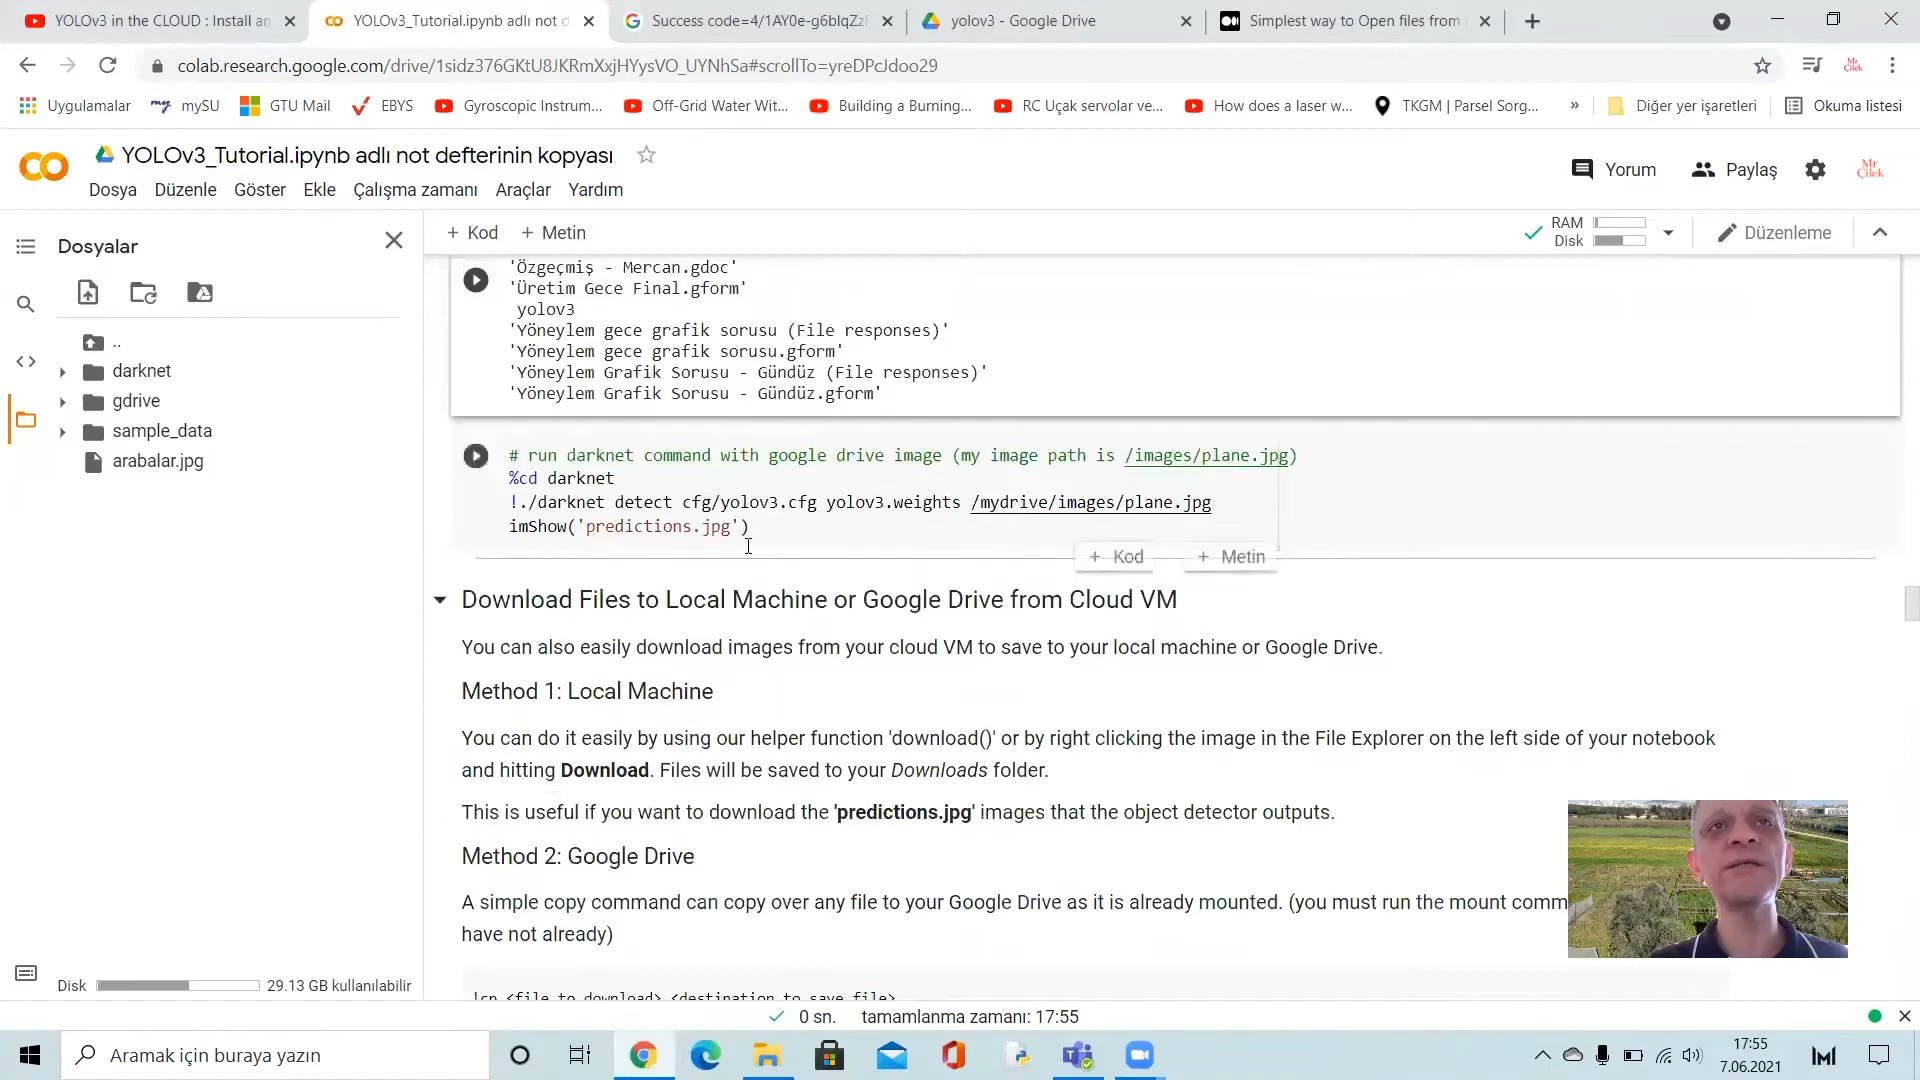 YOLOv3 in the CLOUD : Install an
YOLOv3_Tutorial.ipynb adlı not d
Success code=4/1AY0e-g6blqZz
yolov3 - Google Drive
Simplest way to Open files from
colab.research.google.com/drive/1sidz376GKtU8JKRmXxjHYysVO_UYNhSa#scrollTo=yreDPcJdoo29
Uygulamalar mySU GTU Mail EBYS Gyroscopic Instrum... Off-Grid Water Wit... Building a Burning... RC Uçak servolar ve... How does a laser w... TKGM | Parsel Sorg... » Diğer yer işaretleri Okuma listesi
YOLOv3_Tutorial.ipynb adlı not defterinin kopyası
Dosya Düzenle Göster Ekle Çalışma zamanı Araçlar Yardım
Yorum Paylaş
Mr. Çilek
Dosyalar
+ Kod + Metin
RAM
Disk
Düzenleme
..
darknet
gdrive
sample_data
arabalar.jpg
'Özgeçmiş - Mercan.gdoc'
'Üretim Gece Final.gform'
yolov3
'Yöneylem gece grafik sorusu (File responses)'
'Yöneylem gece grafik sorusu.gform'
'Yöneylem Grafik Sorusu - Gündüz (File responses)'
'Yöneylem Grafik Sorusu - Gündüz.gform'
# run darknet command with google drive image (my image path is /images/plane.jpg)
%cd darknet
!./darknet detect cfg/yolov3.cfg yolov3.weights /mydrive/images/plane.jpg
imShow('predictions.jpg')
+ Kod + Metin
Download Files to Local Machine or Google Drive from Cloud VM
You can also easily download images from your cloud VM to save to your local machine or Google Drive.
Method 1: Local Machine
You can do it easily by using our helper function 'download()' or by right clicking the image in the File Explorer on the left side of your notebook
and hitting Download. Files will be saved to your Downloads folder.
This is useful if you want to download the 'predictions.jpg' images that the object detector outputs.
Method 2: Google Drive
A simple copy command can copy over any file to your Google Drive as it is already mounted. (you must run the mount comm
have not already)
!cp <file to download> <destination to save file>
Disk 29.13 GB kullanılabilir
0 sn. tamamlanma zamanı: 17:55
Aramak için buraya yazın
17:55
7.06.2021